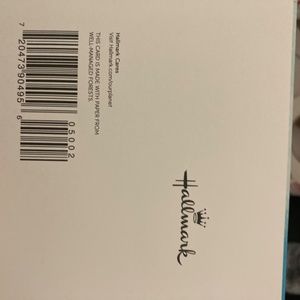 Hallmark Cares
Visit Hallmark.com/ourplanet
THIS CARD IS MADE WITH PAPER FROM
WELL-MANAGED FORESTS.
05002
7 20473 90495 6
Hallmark